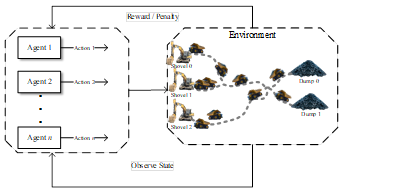 Reward / Penalty
Environment
Agent 1
Action 1
Agent 2
Action 2
Agent n
Action n
Shovel 0
Shovel 1
Shovel 2
Dump 0
Dump 1
Observe State